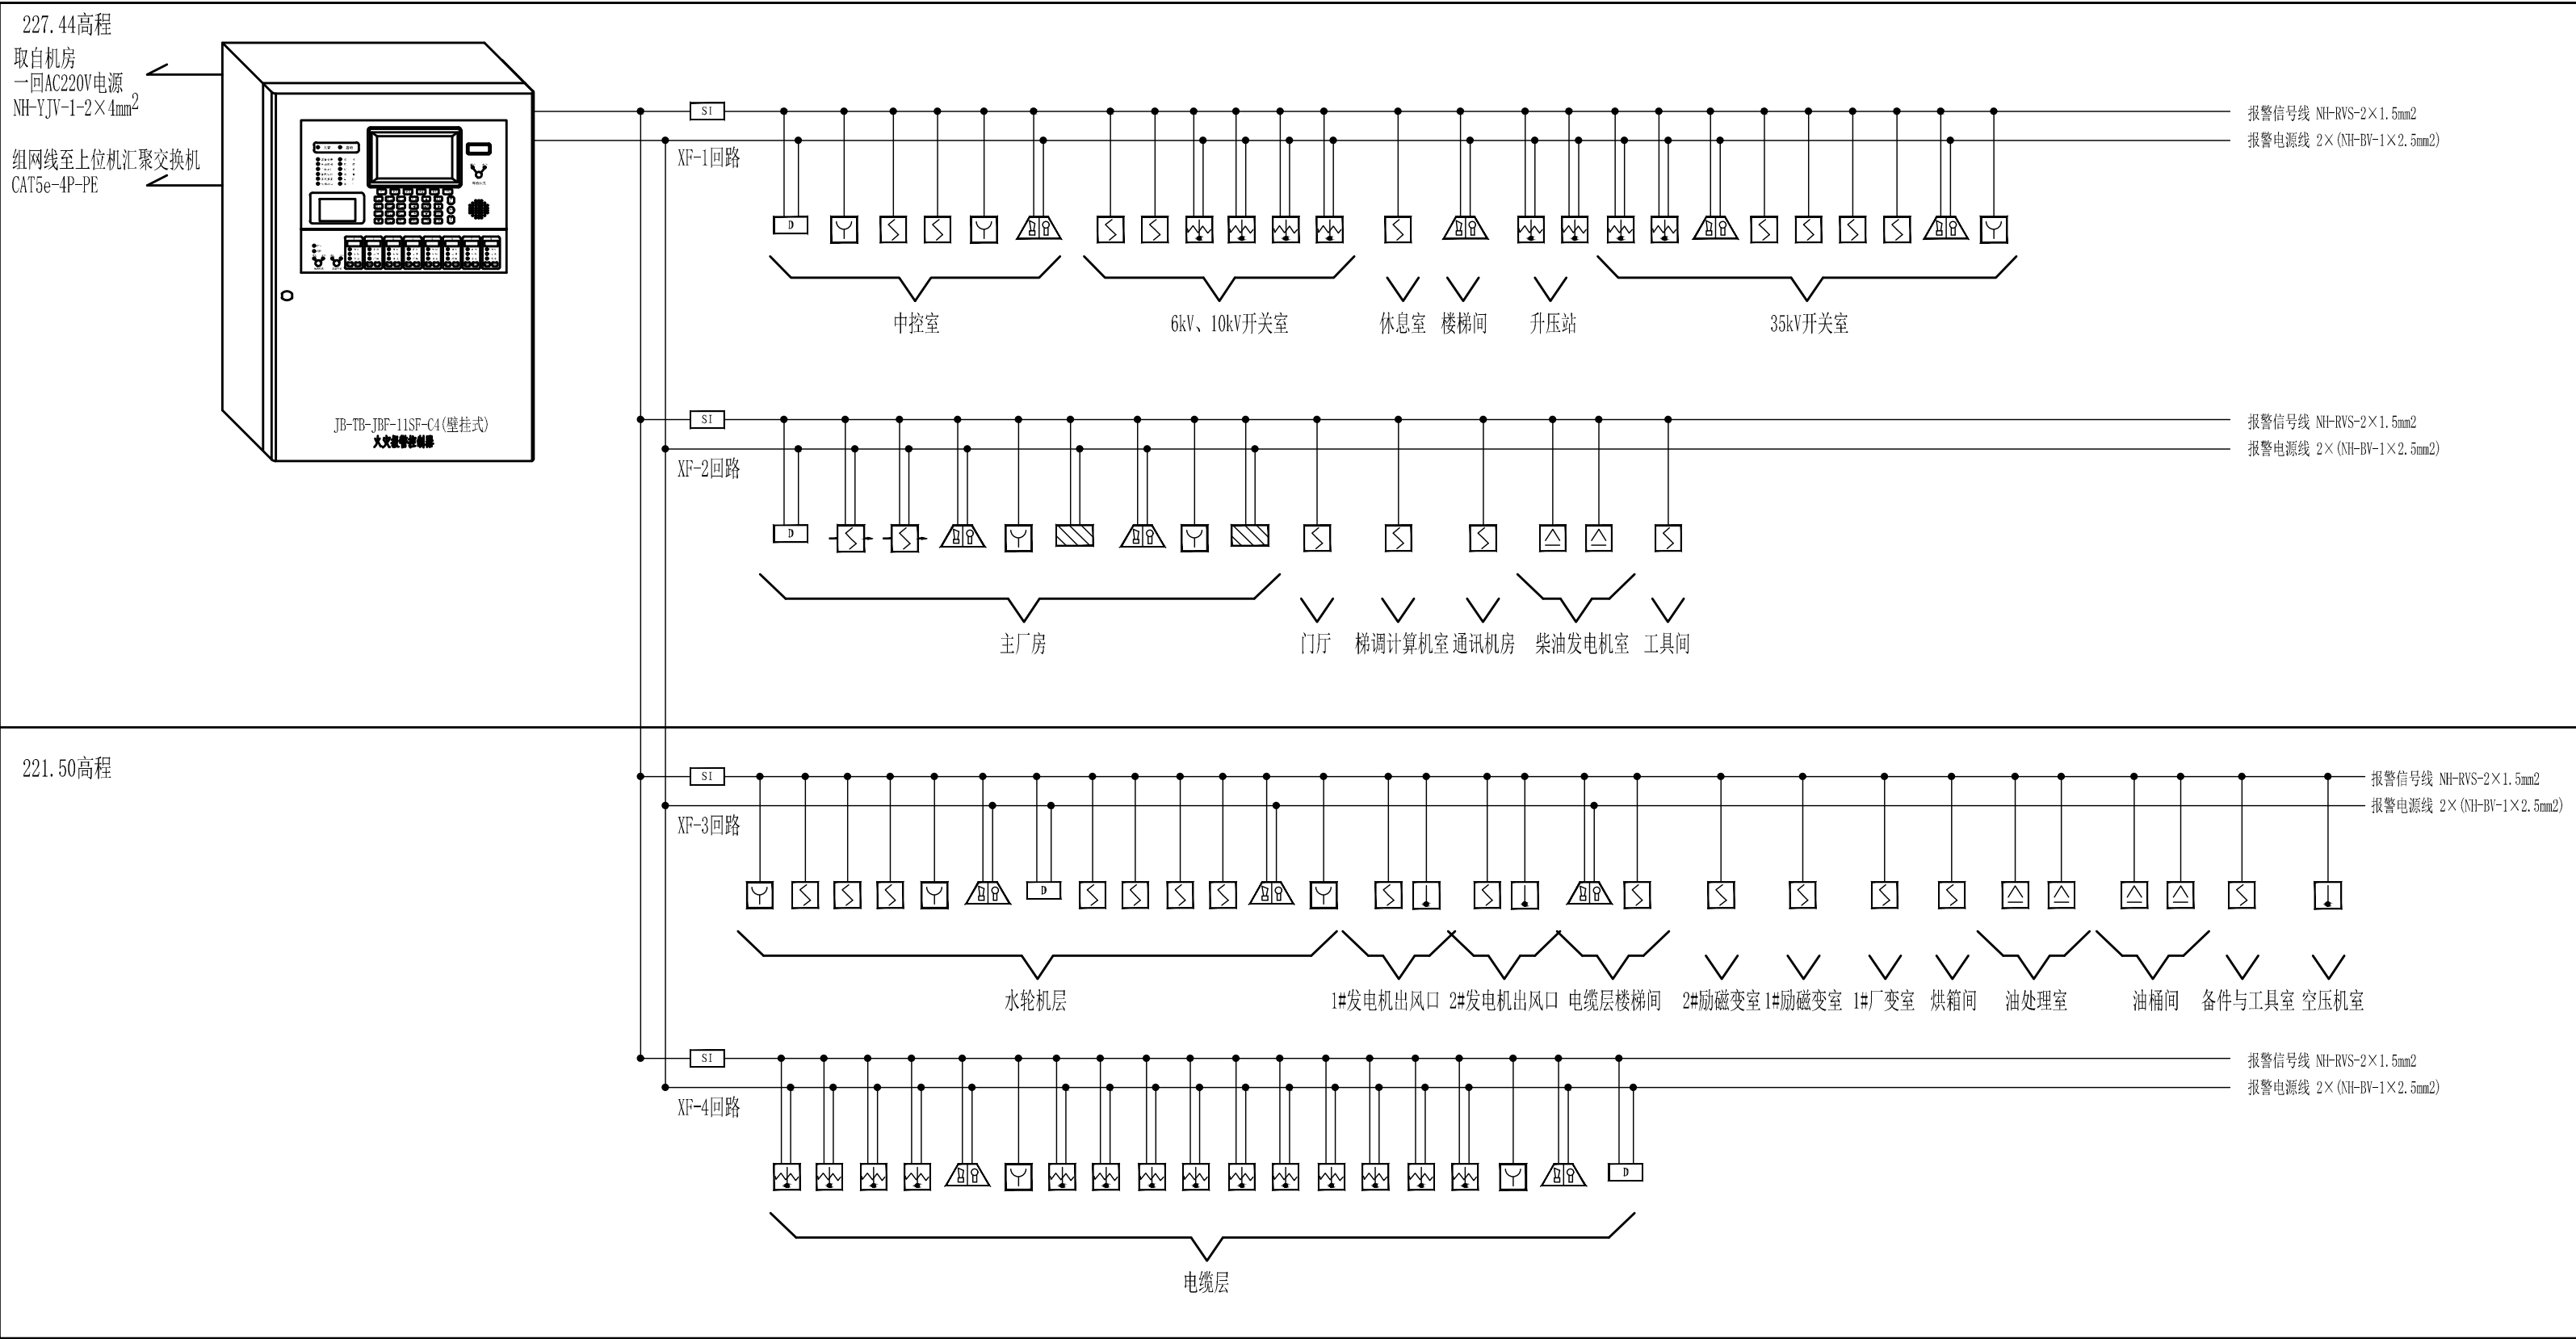 227.44高程
取自机房
一回AC220V电源
NH-YJV-1-2×4mm2
组网线至上位机汇聚交换机
CAT5e-4P-PE
JB-TB-JBF-11SF-C4(壁挂式)
火灾报警控制器
SI
报警信号线 NH-RVS-2×1.5mm2
报警电源线 2×(NH-BV-1×2.5mm2)
XF-1回路
D
中控室
6kV、10kV开关室
休息室
楼梯间
升压站
35kV开关室
SI
报警信号线 NH-RVS-2×1.5mm2
报警电源线 2×(NH-BV-1×2.5mm2)
XF-2回路
D
主厂房
门厅
梯调计算机室
通讯机房
柴油发电机室
工具间
221.50高程
SI
报警信号线 NH-RVS-2×1.5mm2
报警电源线 2×(NH-BV-1×2.5mm2)
XF-3回路
D
水轮机层
1#发电机出风口
2#发电机出风口
电缆层楼梯间
2#励磁变室
1#励磁变室
1#厂变室
烘箱间
油处理室
油桶间
备件与工具室
空压机室
SI
报警信号线 NH-RVS-2×1.5mm2
报警电源线 2×(NH-BV-1×2.5mm2)
XF-4回路
D
电缆层